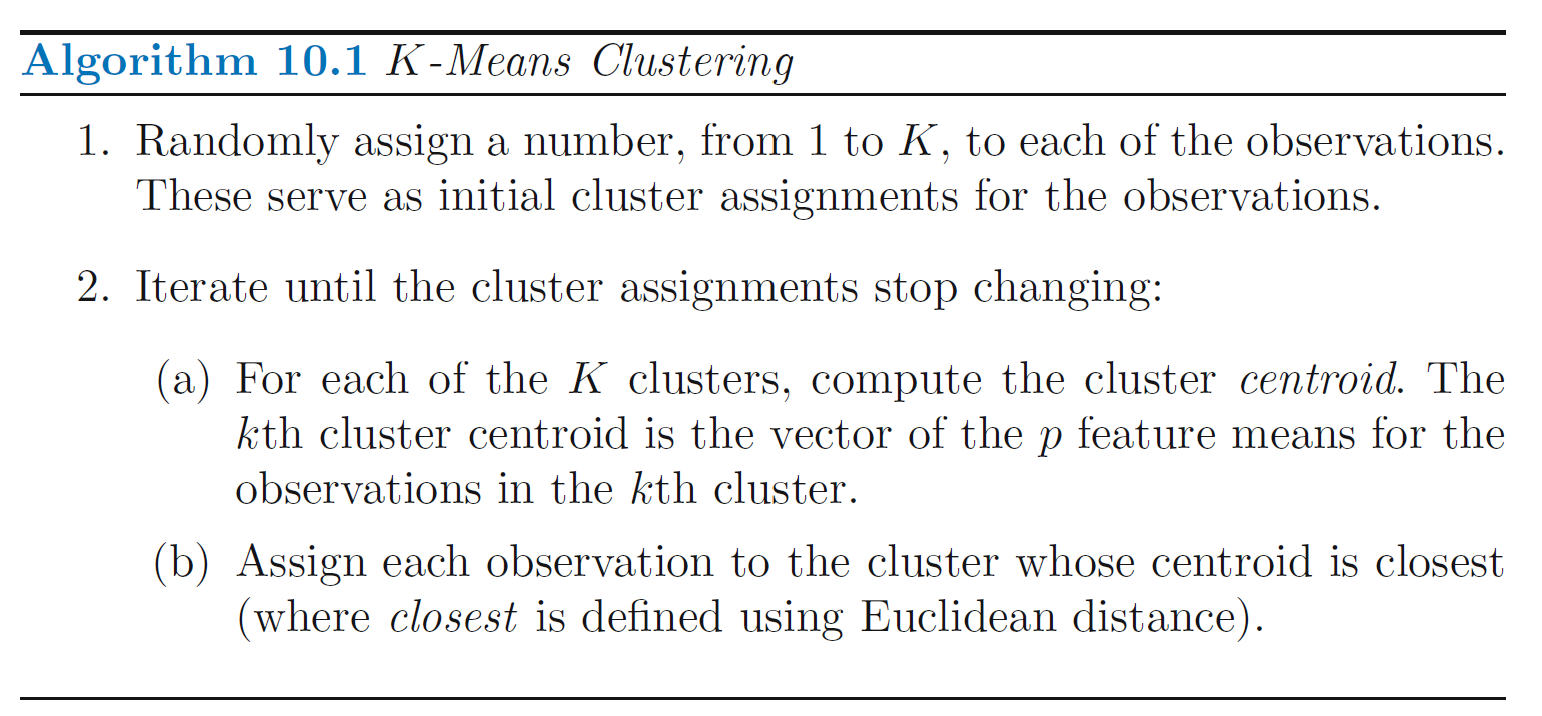 Algorithm 10.1 K-Means Clustering
1. Randomly assign a number, from 1 to K, to each of the observations.
These serve as initial cluster assignments for the observations.
2. Iterate until the cluster assignments stop changing:
(a) For each of the K clusters, compute the cluster centroid. The
kth cluster centroid is the vector of the p feature means for the
observations in the kth cluster.
(b) Assign each observation to the cluster whose centroid is closest
(where closest is defined using Euclidean distance).